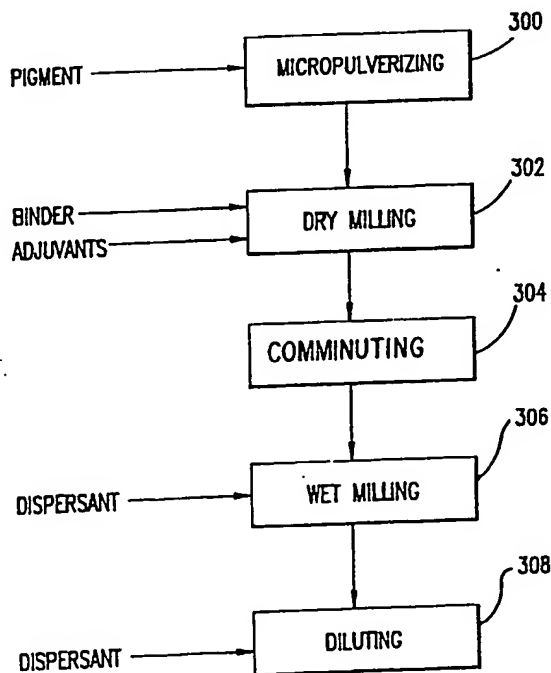 300
PIGMENT
MICROPULVERIZING
302
BINDER
ADJUVANTS
DRY MILLING
304
COMMINUTING
306
DISPERSANT
WET MILLING
308
DISPERSANT
DILUTING